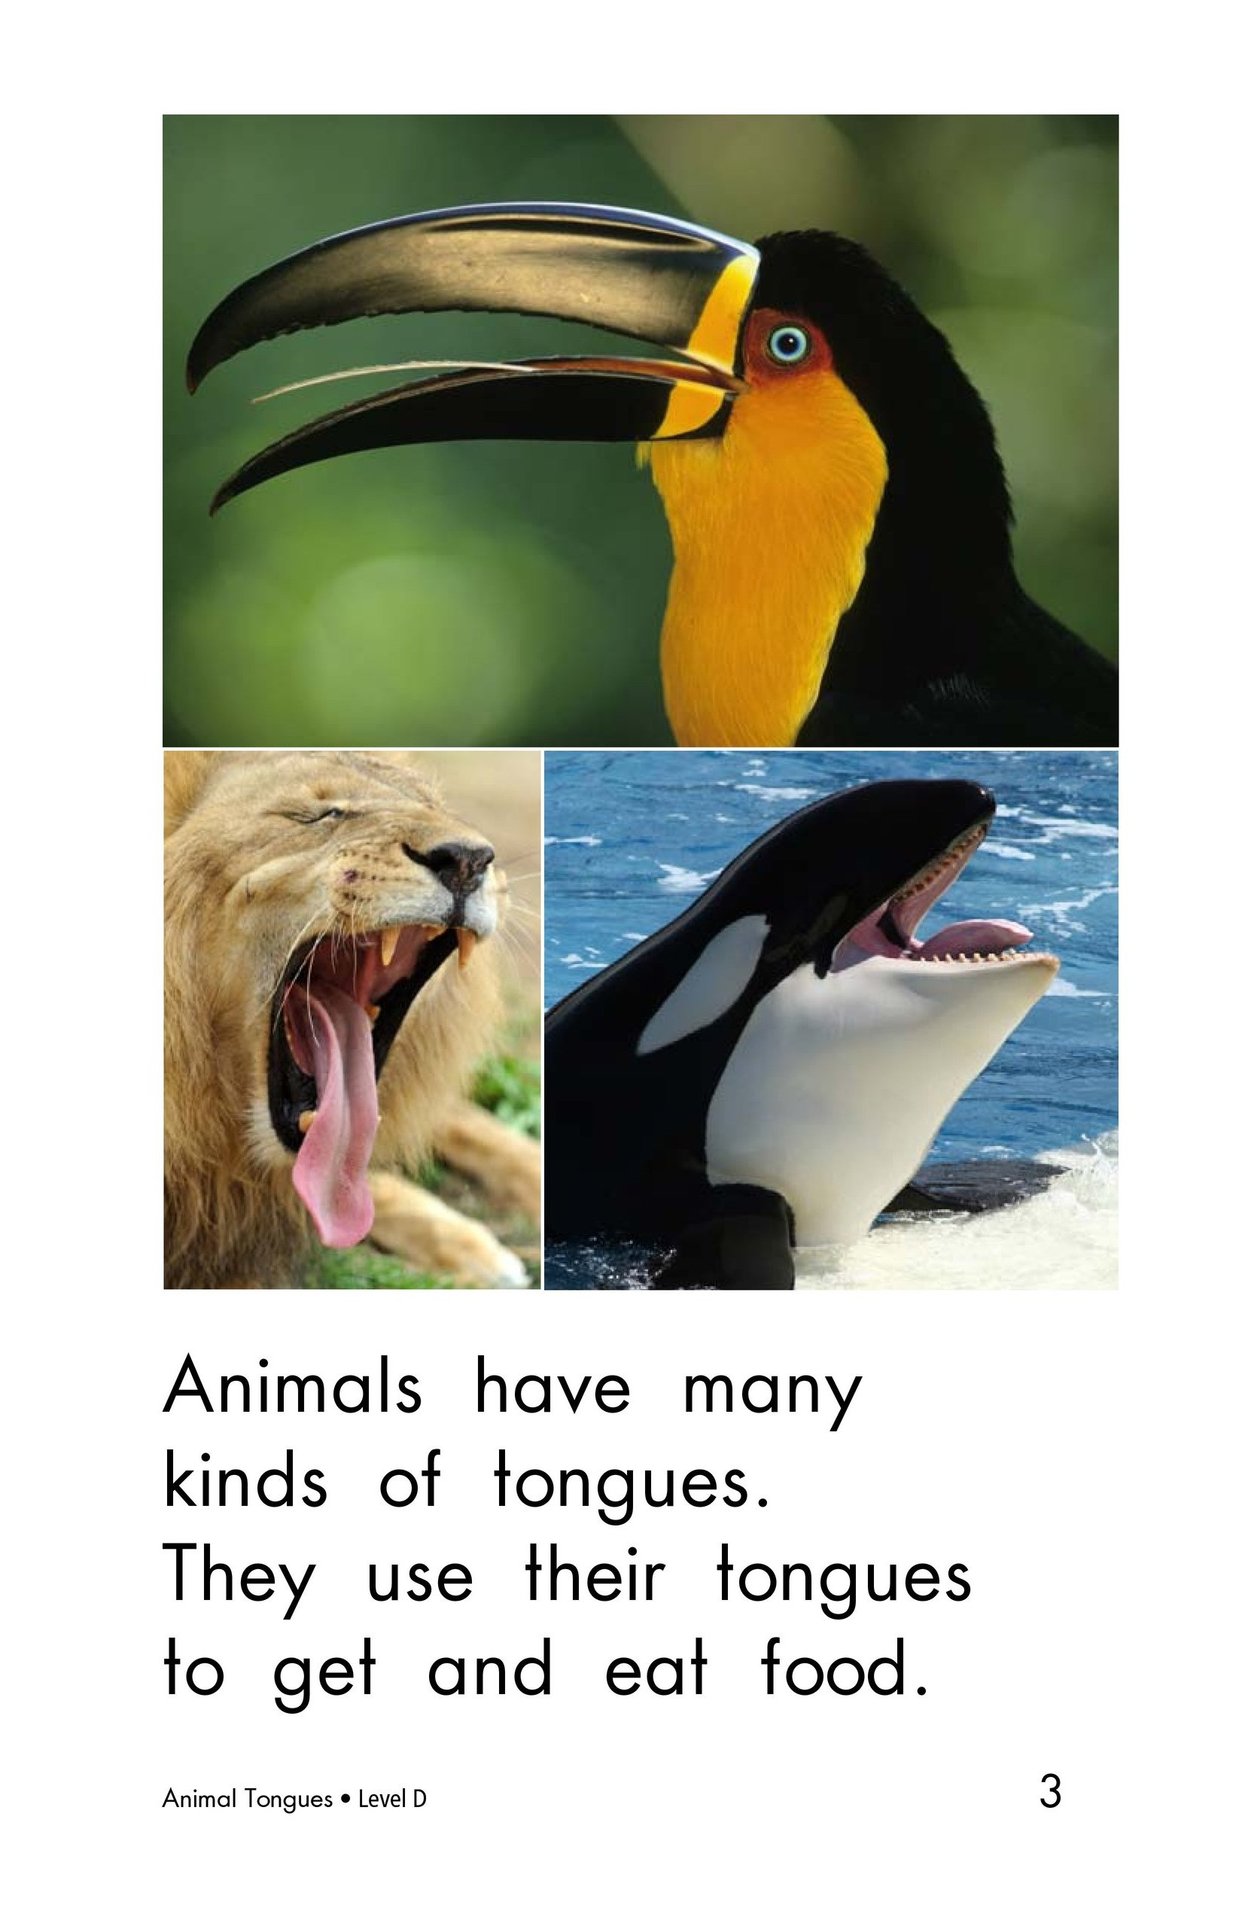 Animals have many
kinds of tongues.
They use their tongues
to get and eat food.
Animal Tongues • Level D
3